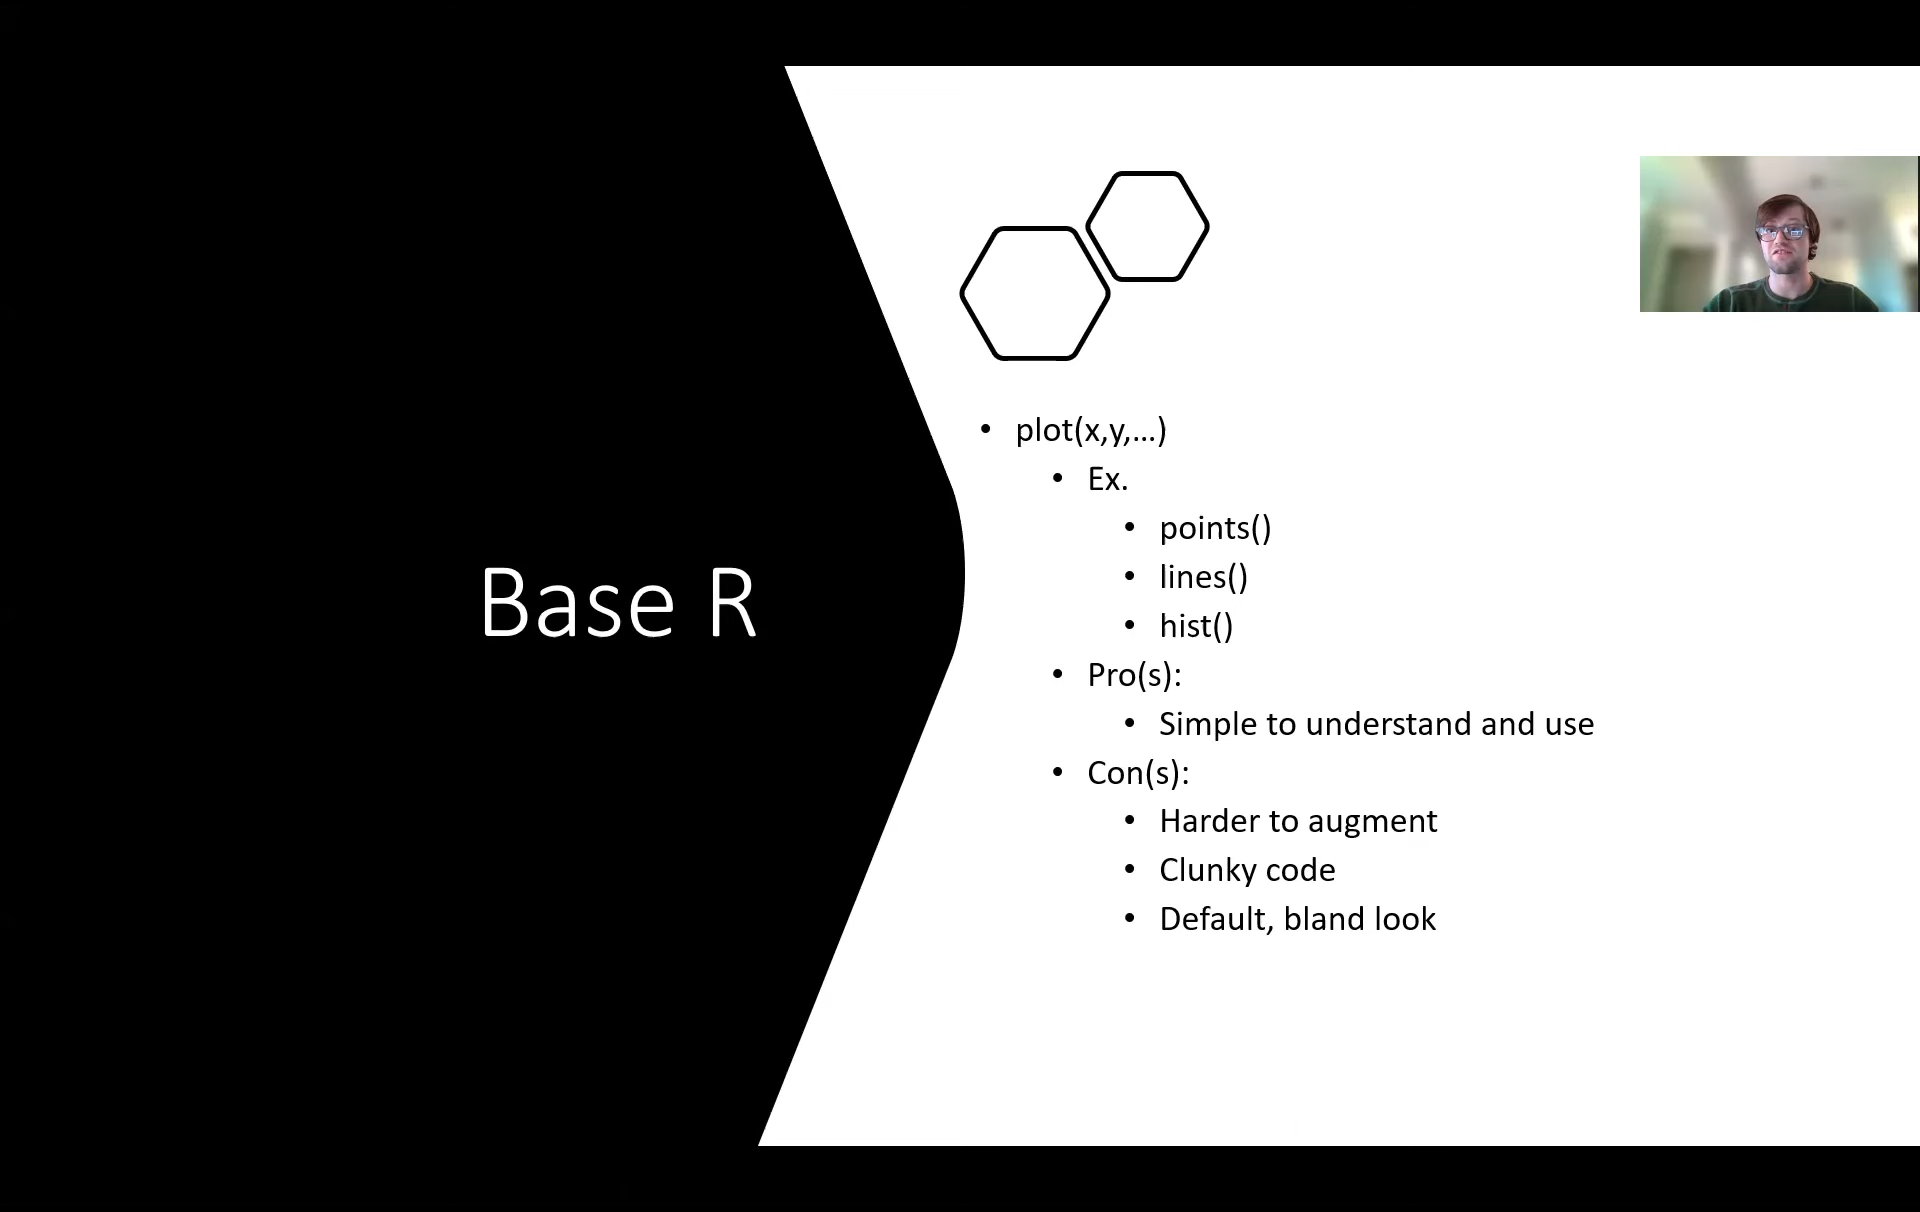 Base R
• plot(x,y,...)
• Ex.
• points()
• lines()
• hist()
• Pro(s):
• Simple to understand and use
• Con(s):
• Harder to augment
• Clunky code
• Default, bland look